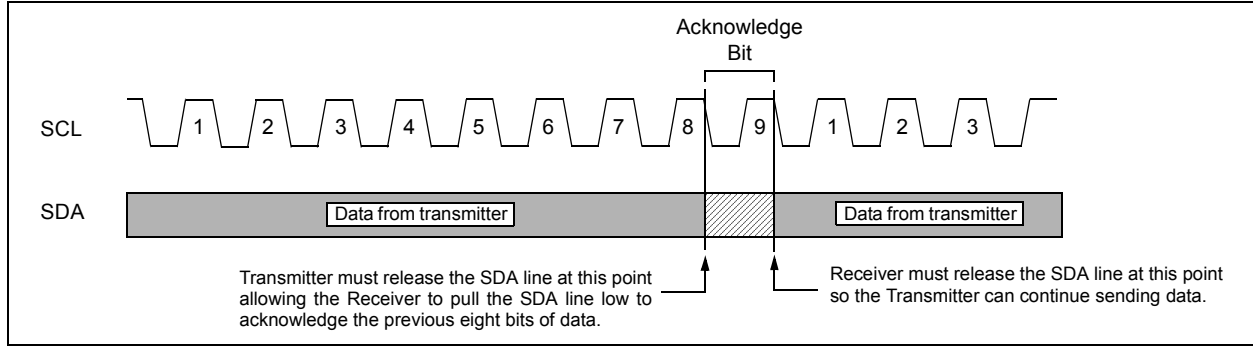 Acknowledge
Bit
SCL 1 2 3 4 5 6 7 8 9 1 2 3
SDA Data from transmitter Data from transmitter
Transmitter must release the SDA line at this point
allowing the Receiver to pull the SDA line low to
acknowledge the previous eight bits of data.
Receiver must release the SDA line at this point
so the Transmitter can continue sending data.